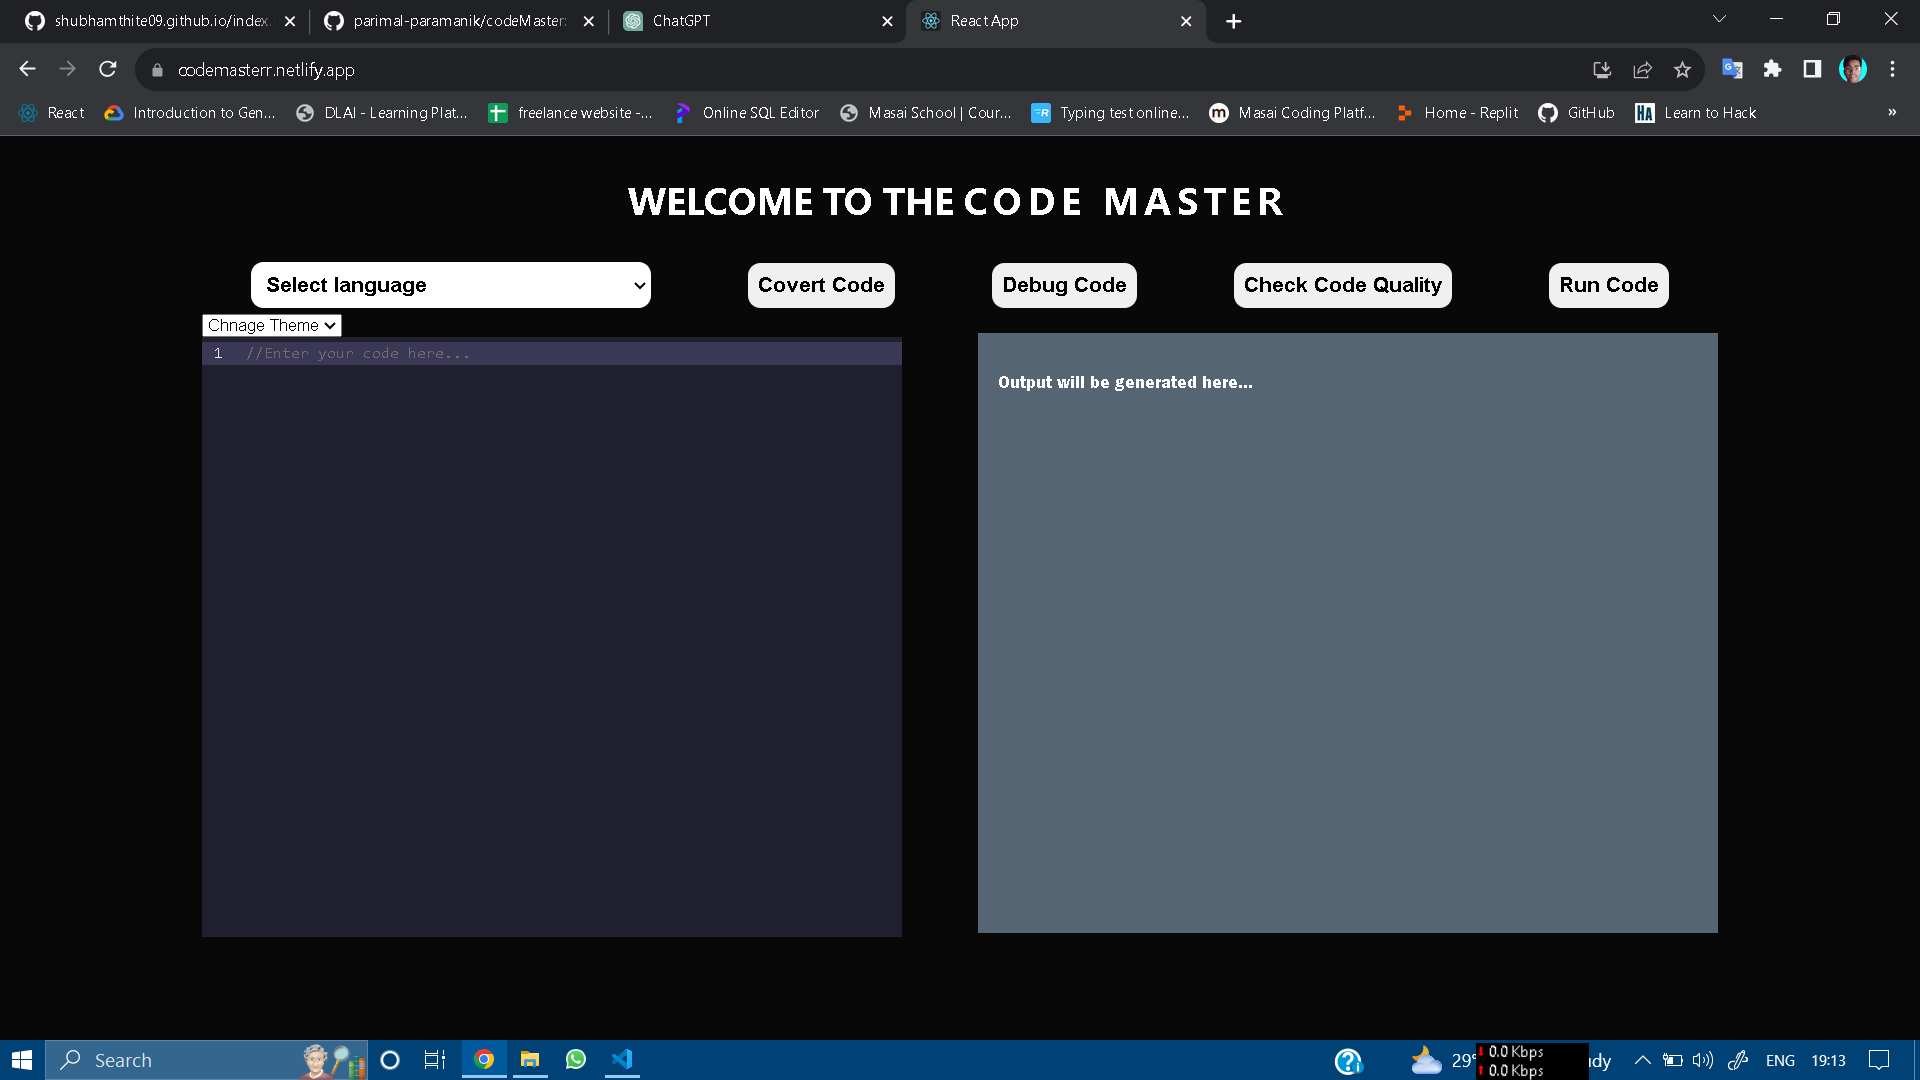 shubhamthite09.github.io/index.
parimal-paramanik/codeMaster:
ChatGPT
React App
codemasterr.netlify.app
React
Introduction to Gen...
DLAI - Learning Plat...
freelance website -...
Online SQL Editor
Masai School | Cour...
Typing test online...
Masai Coding Platf...
Home - Replit
GitHub
HA Learn to Hack
»
WELCOME TO THE CODE MASTER
Select language
Covert Code
Debug Code
Check Code Quality
Run Code
Chnage Theme
1 //Enter your code here...
Output will be generated here...
Search
29°
0.0 Kbps
0.0 Kbps
udy
ENG
19:13